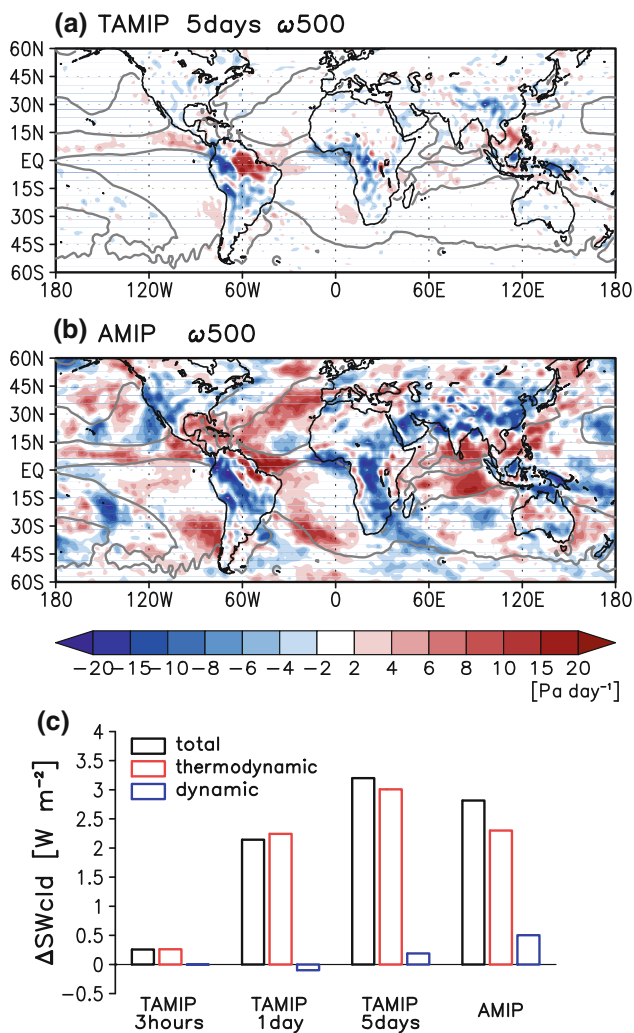 (a) TAMIP 5days ω500
60N
45N
30N
15N
EQ
15S
30S
45S
60S
180 120W 60W 0 60E 120E 180
(b) AMIP ω500
60N
45N
30N
15N
EQ
15S
30S
45S
60S
180 120W 60W 0 60E 120E 180
−20 −15 −10 −8 −6 −4 −2 2 4 6 8 10 15 20
[Pa day⁻¹]
(c)
ΔSWcld [W m⁻²]
4
3.5
3
2.5
2
1.5
1
0.5
0
−0.5
total
thermodynamic
dynamic
TAMIP 3hours
TAMIP 1day
TAMIP 5days
AMIP